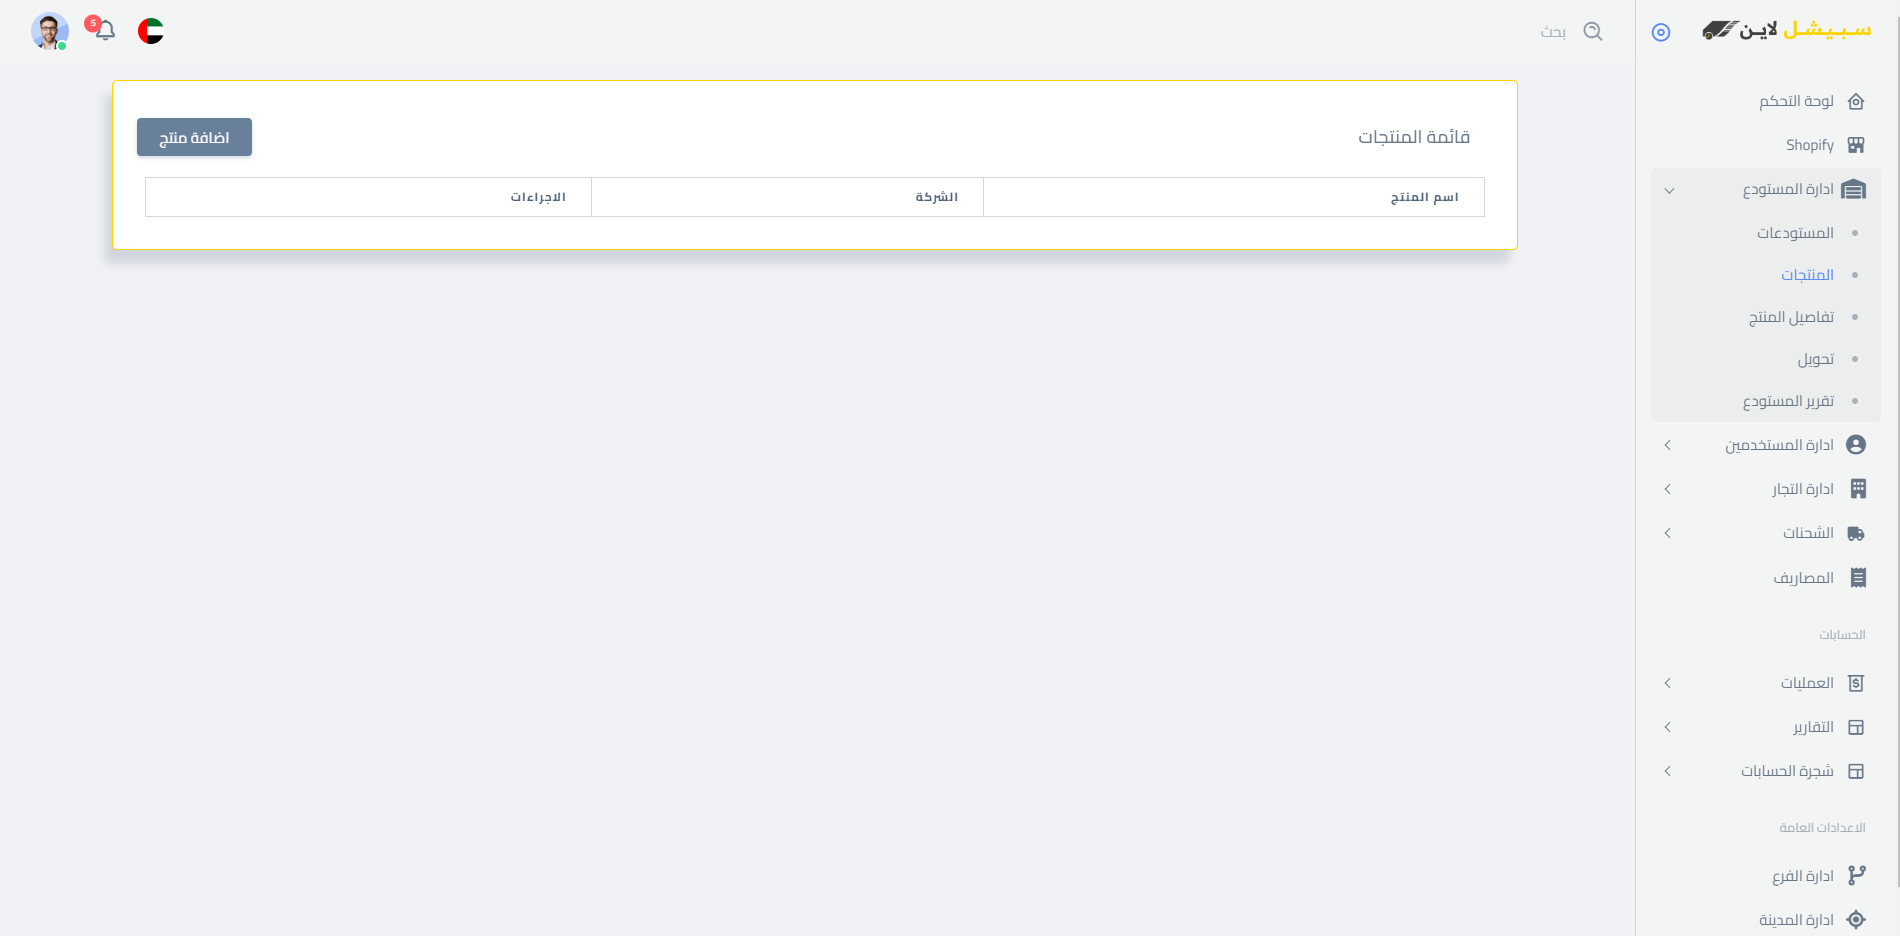 سـبـيـشـل لايـن
بحث
5
لوحة التحكم
Shopify
ادارة المستودع
المستودعات
المنتجات
تفاصيل المنتج
تحويل
تقرير المستودع
ادارة المستخدمين
ادارة التجار
الشحنات
المصاريف
الحسابات
العمليات
التقارير
شجرة الحسابات
الاعدادات العامة
ادارة الفرع
ادارة المدينة
قائمة المنتجات
اضافة منتج
اسم المنتج الشركة الاجراءات